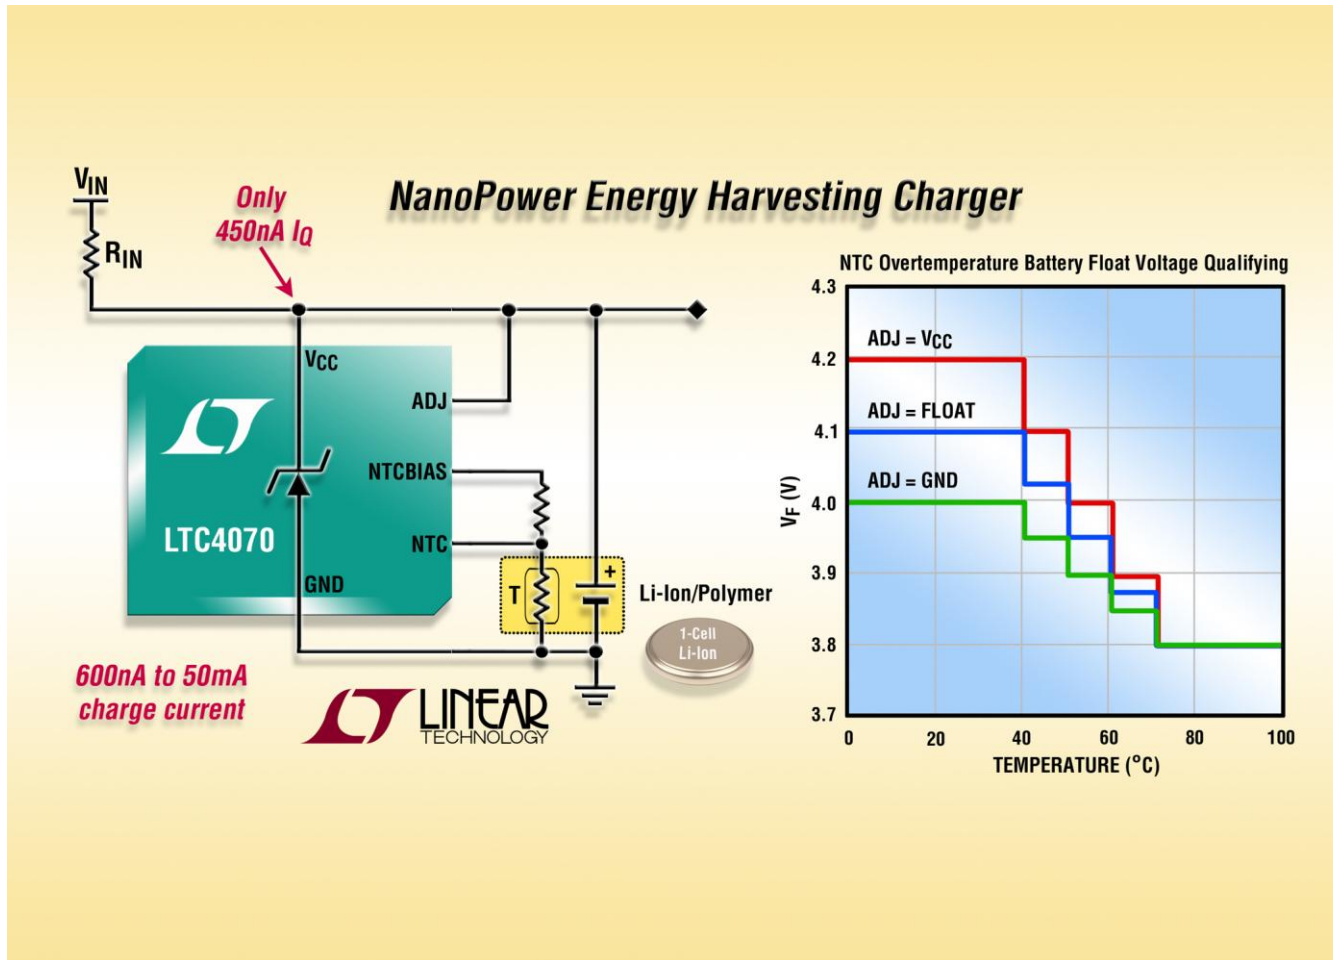 NanoPower Energy Harvesting Charger
VIN
RIN
Only
450nA IQ
VCC
ADJ
NTCBIAS
NTC
LTC4070
GND
T
+
Li-Ion/Polymer
1-Cell
Li-Ion
600nA to 50mA
charge current
LINEAR
TECHNOLOGY
NTC Overtemperature Battery Float Voltage Qualifying
4.3
4.2
4.1
4.0
3.9
3.8
3.7
VF (V)
ADJ = VCC
ADJ = FLOAT
ADJ = GND
0 20 40 60 80 100
TEMPERATURE (°C)